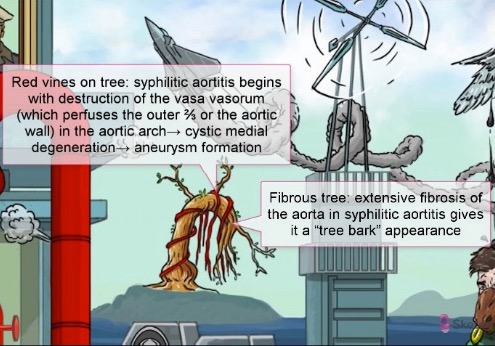 Red vines on tree: syphilitic aortitis begins
with destruction of the vasa vasorum
(which perfuses the outer ⅔ or the aortic
wall) in the aortic arch→ cystic medial
degeneration→ aneurysm formation
Fibrous tree: extensive fibrosis of
the aorta in syphilitic aortitis gives
it a “tree bark” appearance